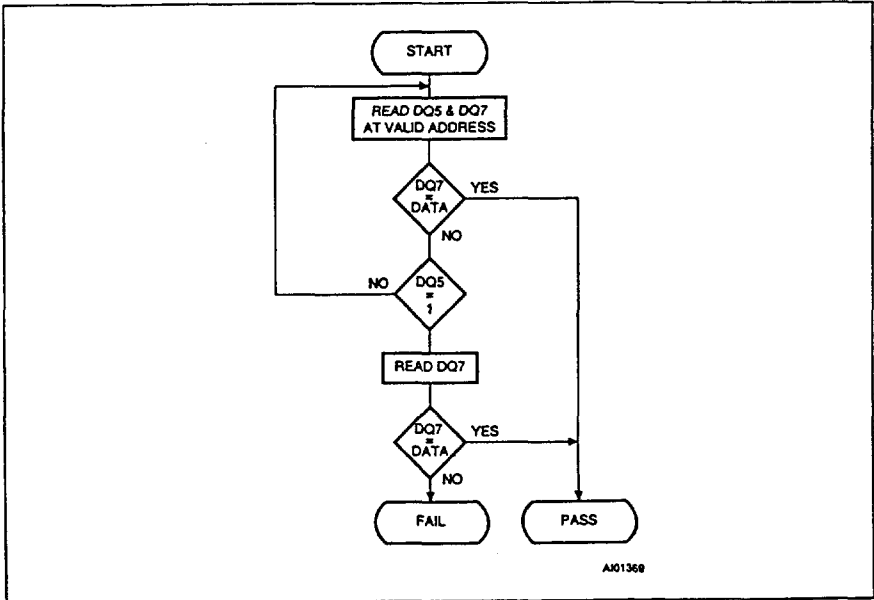 START
READ DQ5 & DQ7
AT VALID ADDRESS
DQ7
=
DATA
YES
NO
DQ5
=
1
NO
READ DQ7
DQ7
=
DATA
YES
NO
FAIL
PASS
AI01369